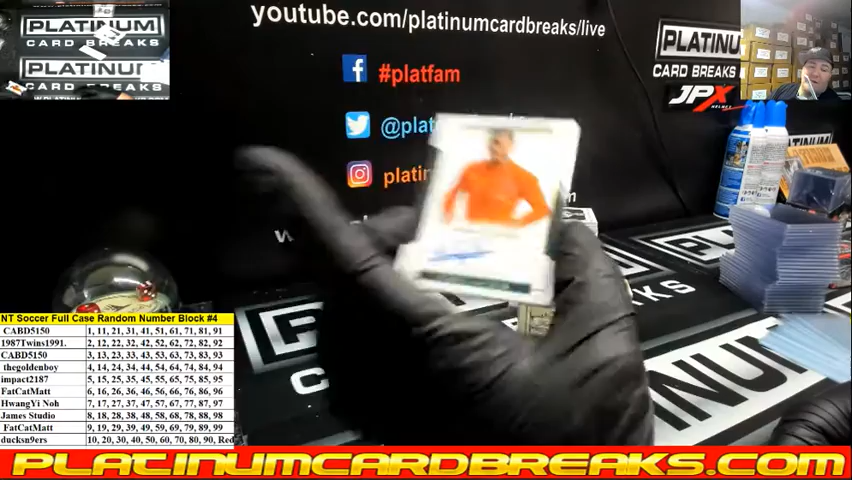 PLATINUM
CARD BREAKS
PLATINUM
CARD BREAKS
youtube.com/platinumcardbreaks/live
#platfam
@plat
platin
PLATINUM
CARD BREAKS
JPX
NT Soccer Full Case Random Number Block #4
CABD5150 1, 11, 21, 31, 41, 51, 61, 71, 81, 91
1987Twins1991. 2, 12, 22, 32, 42, 52, 62, 72, 82, 92
CABD5150 3, 13, 23, 33, 43, 53, 63, 73, 83, 93
thegoldenboy 4, 14, 24, 34, 44, 54, 64, 74, 84, 94
impact2187 5, 15, 25, 35, 45, 55, 65, 75, 85, 95
FatCatMatt 6, 16, 26, 36, 46, 56, 66, 76, 86, 96
HwangYi Noh 7, 17, 27, 37, 47, 57, 67, 77, 87, 97
James Studio 8, 18, 28, 38, 48, 58, 68, 78, 88, 98
FatCatMatt 9, 19, 29, 39, 49, 59, 69, 79, 89, 99
ducksn9ers 10, 20, 30, 40, 50, 60, 70, 80, 90, Red
PLATINUMCARDBREAKS.COM